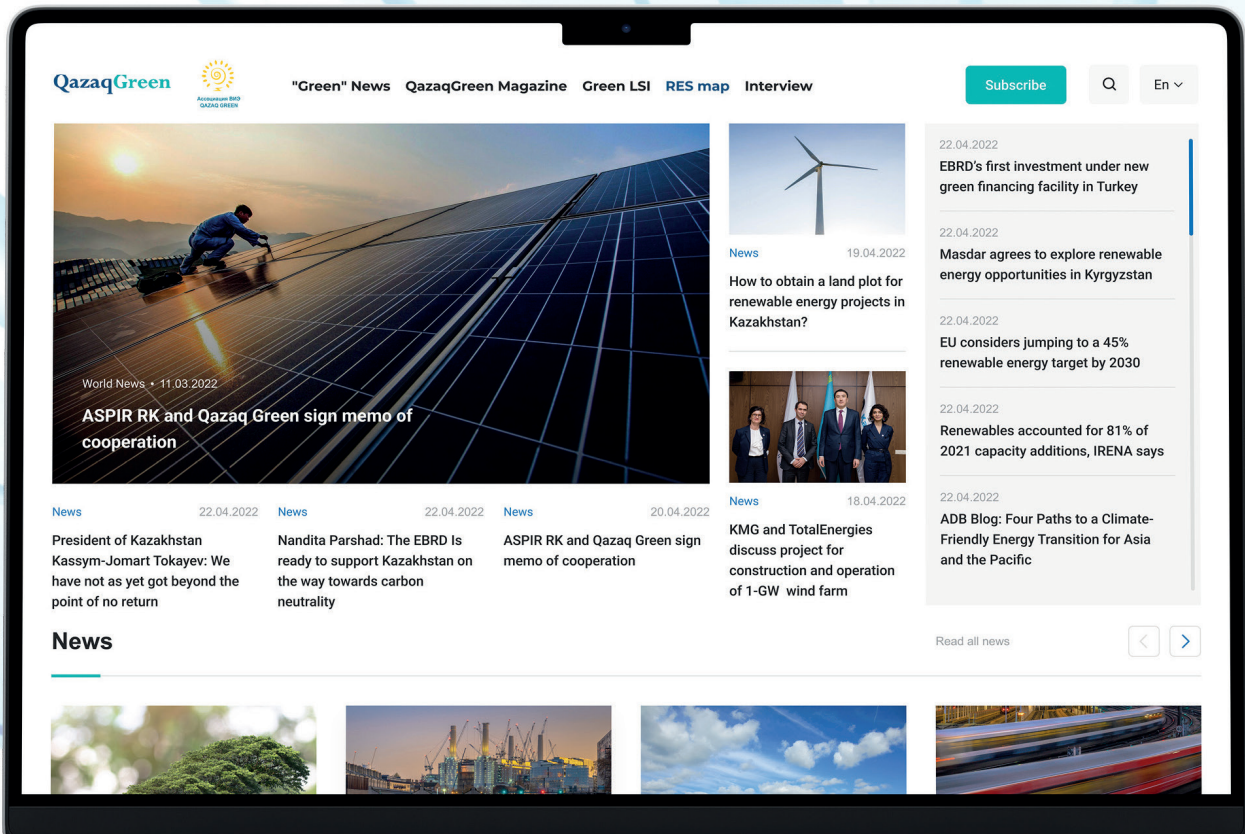 QazaqGreen
Ассоциация ВИЭ
QAZAQ GREEN
"Green" News QazaqGreen Magazine Green LSI RES map Interview
Subscribe
En
World News • 11.03.2022
ASPIR RK and Qazaq Green sign memo of
cooperation
News 22.04.2022
President of Kazakhstan
Kassym-Jomart Tokayev: We
have not as yet got beyond the
point of no return
News 22.04.2022
Nandita Parshad: The EBRD Is
ready to support Kazakhstan on
the way towards carbon
neutrality
News 20.04.2022
ASPIR RK and Qazaq Green sign
memo of cooperation
News 19.04.2022
How to obtain a land plot for
renewable energy projects in
Kazakhstan?
News 18.04.2022
KMG and TotalEnergies
discuss project for
construction and operation
of 1-GW wind farm
22.04.2022
EBRD's first investment under new
green financing facility in Turkey
22.04.2022
Masdar agrees to explore renewable
energy opportunities in Kyrgyzstan
22.04.2022
EU considers jumping to a 45%
renewable energy target by 2030
22.04.2022
Renewables accounted for 81% of
2021 capacity additions, IRENA says
22.04.2022
ADB Blog: Four Paths to a Climate-
Friendly Energy Transition for Asia
and the Pacific
News
Read all news